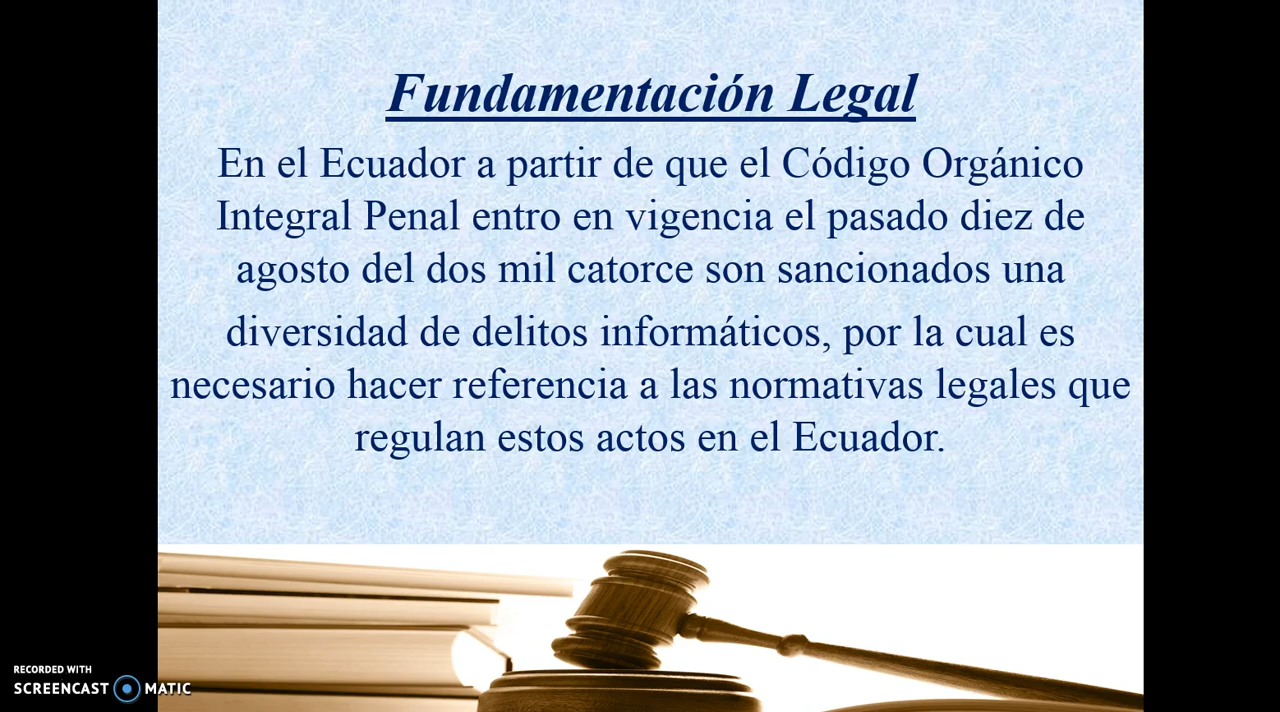 Fundamentación Legal
En el Ecuador a partir de que el Código Orgánico
Integral Penal entro en vigencia el pasado diez de
agosto del dos mil catorce son sancionados una
diversidad de delitos informáticos, por la cual es
necesario hacer referencia a las normativas legales que
regulan estos actos en el Ecuador.
RECORDED WITH
SCREENCAST MATIC